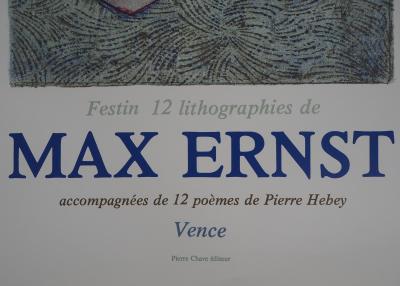 Festin 12 lithographies de
MAX ERNST
accompagnées de 12 poèmes de Pierre Hebey
Vence
Pierre Chave éditeur